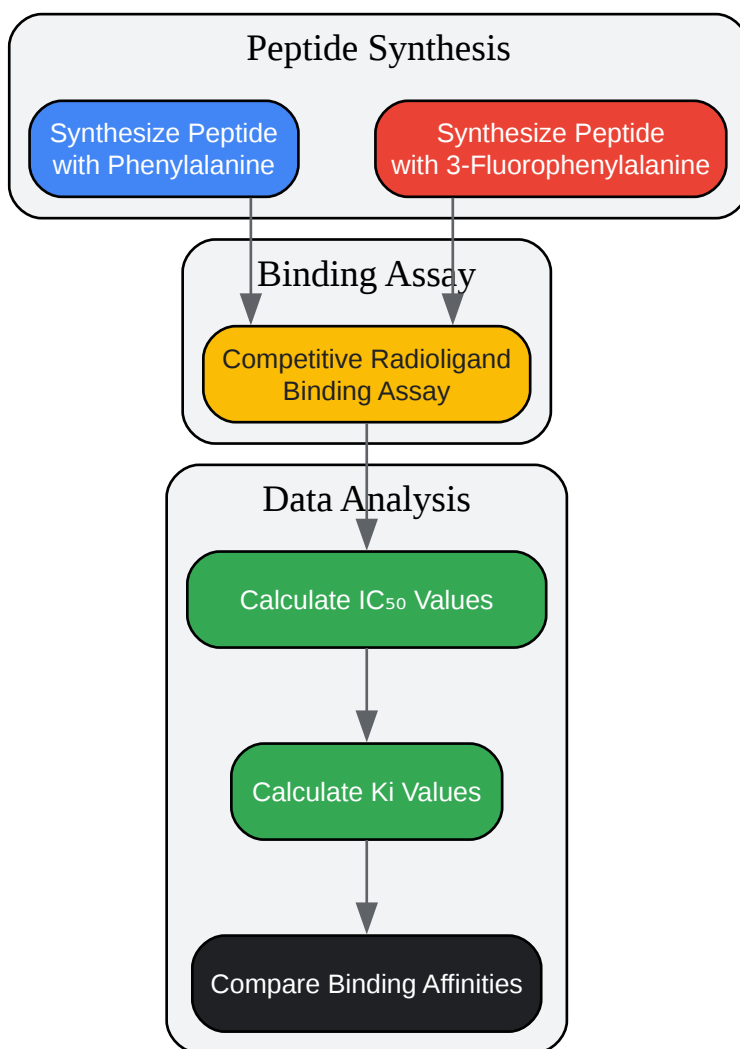 Peptide Synthesis
Synthesize Peptide
with Phenylalanine
Synthesize Peptide
with 3-Fluorophenylalanine
Binding Assay
Competitive Radioligand
Binding Assay
Data Analysis
Calculate IC₅₀ Values
Calculate Ki Values
Compare Binding Affinities